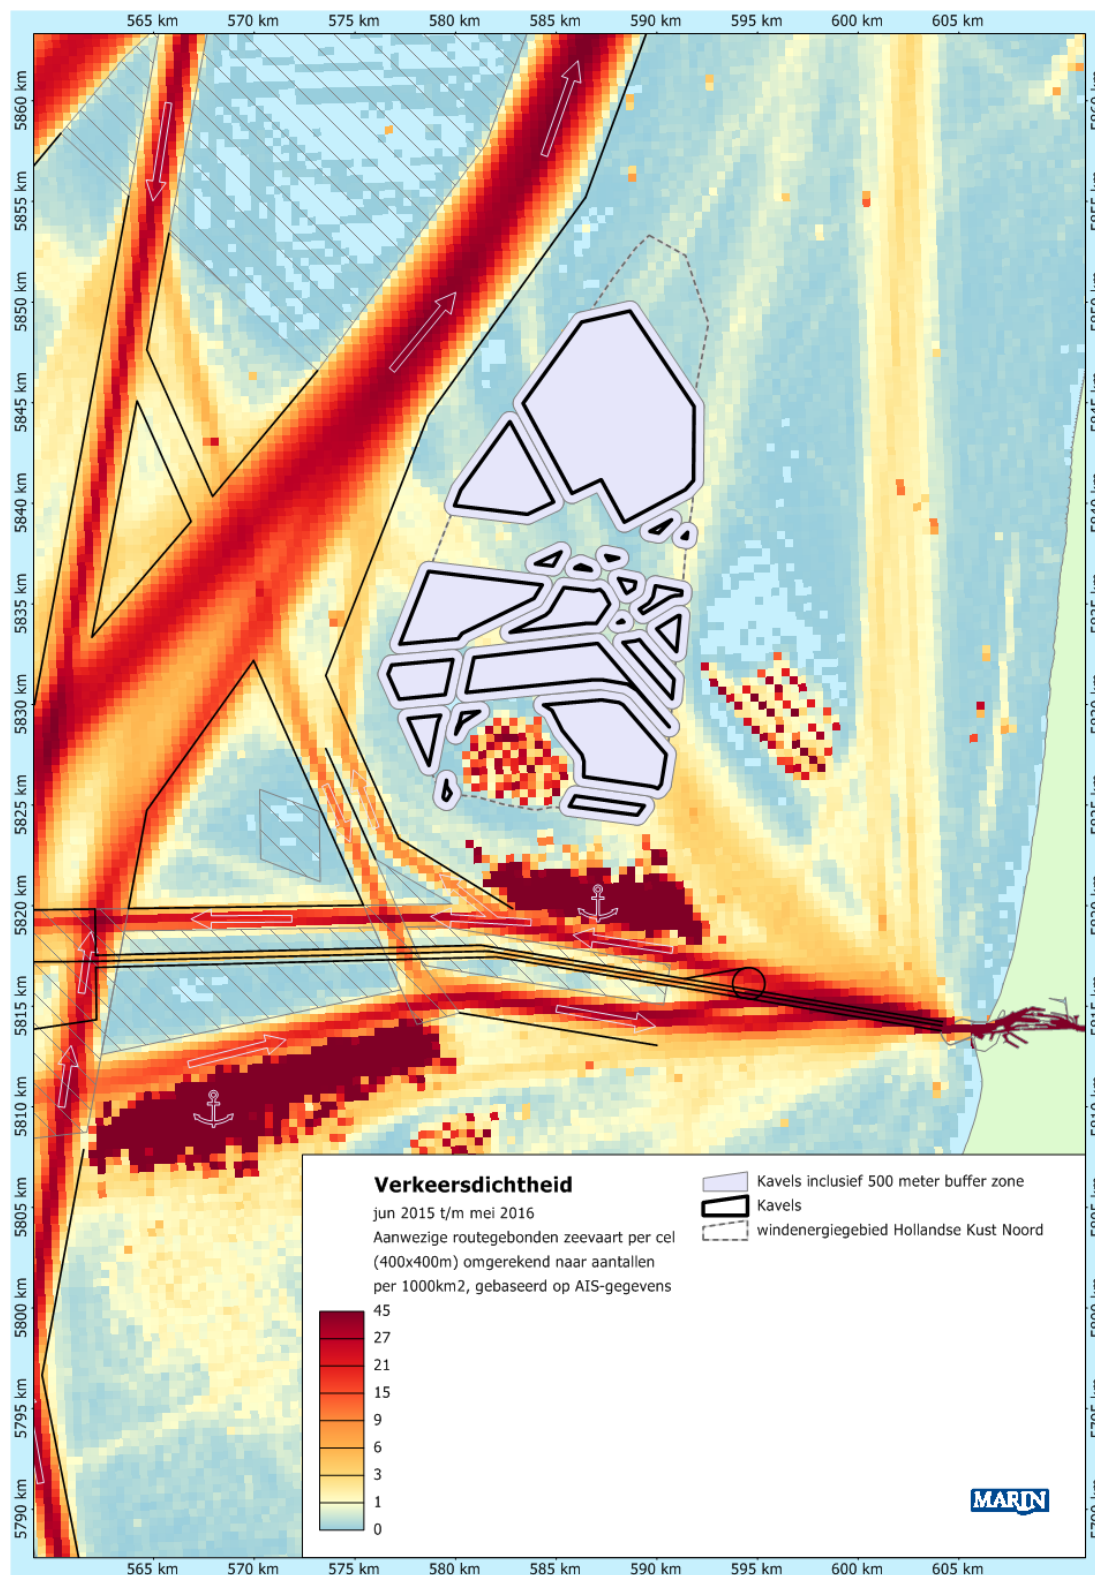 565 km 570 km 575 km 580 km 585 km 590 km 595 km 600 km 605 km
5860 km
5855 km
5850 km
5845 km
5840 km
5835 km
5830 km
5825 km
5820 km
5815 km
5810 km
5805 km
5800 km
5795 km
5790 km
Verkeersdichtheid
jun 2015 t/m mei 2016
Aanwezige routegebonden zeevaart per cel
(400x400m) omgerekend naar aantallen
per 1000km2, gebaseerd op AIS-gegevens
45
27
21
15
9
6
3
1
0
Kavels inclusief 500 meter buffer zone
Kavels
windenergiegebied Hollandse Kust Noord
MARIN
565 km 570 km 575 km 580 km 585 km 590 km 595 km 600 km 605 km